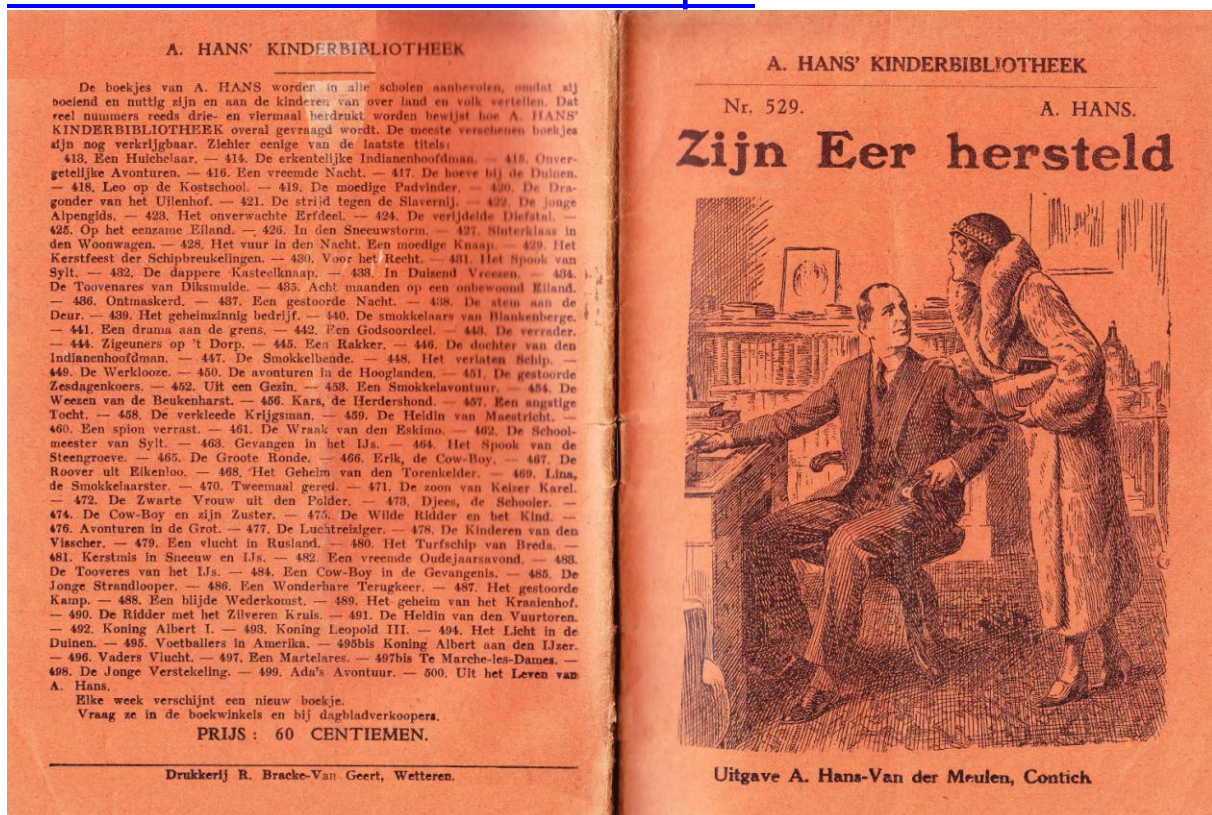 A. HANS' KINDERBIBLIOTHEEK
De boekjes van A. HANS worden in alle scholen aanbevolen, omdat zij
boeiend en nuttig zijn en aan de kinderen van over land en volk vertellen. Dat
veel nummers reeds drie- en viermaal herdrukt worden bewijst hoe A. HANS'
KINDERBIBLIOTHEEK overal gevraagd wordt. De meeste verschenen boekjes
zijn nog verkrijgbaar. Ziehier eenige van de laatste titels:
413. Een Huichelaar. — 414. De erkentelijke Indianenhoofdman. — 415. Onver-
getelijke Avonturen. — 416. Een vreemde Nacht. — 417. De hoeve bij de Duinen.
— 418. Leo op de Kostschool. — 419. De moedige Padvinder. — 420. De Dra-
gonder van het Uilenhof. — 421. De strijd tegen de Slavernij. — 422. De jonge
Alpengids. — 423. Het onverwachte Erfdeel. — 424. De verijdelde Diefstal. —
425. Op het eenzame Eiland. — 426. In den Sneeuwstorm. — 427. Sinterklaas in
den Woonwagen. — 428. Het vuur in den Nacht. Een moedige Knaap. — 429. Het
Kerstfeest der Schipbreukelingen. — 430. Voor het Recht. — 431. Het Spook van
Sylt. — 432. De dappere Kasteelknaap. — 433. In Duizend Vreezen. — 434.
De Toovenares van Diksmuide. — 435. Acht maanden op een onbewoond Eiland.
— 436. Ontmaskerd. — 437. Een gestoorde Nacht. — 438. De stem aan de
Deur. — 439. Het geheimzinnig bedrijf. — 440. De smokkelaars van Blankenberge.
— 441. Een drama aan de grens. — 442. Een Godsoordeel. — 443. De verrader.
— 444. Zigeuners op 't Dorp. — 445. Een Rakker. — 446. De dochter van den
Indianenhoofdman. — 447. De Smokkelbende. — 448. Het verlaten Schip. —
449. De Werklooze. — 450. De avonturen in de Hooglanden. — 451. De gestoorde
Zesdagenkoers. — 452. Uit een Gezin. — 453. Een Smokkelavontuur. — 454. De
Weezen van de Beukenharst. — 456. Kars, de Herdershond. — 457. Een angstige
Tocht. — 458. De verkleede Krijgsman. — 459. De Heldin van Maestricht. —
460. Een spion verrast. — 461. De Wraak van den Eskimo. — 462. De School-
meester van Sylt. — 463. Gevangen in het IJs. — 464. Het Spook van de
Steengroeve. — 465. De Groote Ronde. — 466. Erik, de Cow-Boy. — 467. De
Roover uit Eikenloo. — 468. Het Geheim van den Torenkelder. — 469. Lina,
de Smokkelaarster. — 470. Tweemaal gered. — 471. De zoon van Keizer Karel.
— 472. De Zwarte Vrouw uit den Polder. — 473. Djees, de Schooler. —
474. De Cow-Boy en zijn Zuster. — 475. De Wilde Ridder en het Kind. —
476. Avonturen in de Grot. — 477. De Luchtreiziger. — 478. De Kinderen van den
Visscher. — 479. Een vlucht in Rusland. — 480. Het Turfschip van Breda. —
481. Kerstmis in Sneeuw en IJs. — 482. Een vreemde Oudejaarsavond. — 483.
De Tooveres van het IJs. — 484. Een Cow-Boy in de Gevangenis. — 485. De
Jonge Strandlooper. — 486. Een Wonderbare Terugkeer. — 487. Het gestoorde
Kamp. — 488. Een blijde Wederkomst. — 489. Het geheim van het Kranienhof.
— 490. De Ridder met het Zilveren Kruis. — 491. De Heldin van den Vuurtoren.
— 492. Koning Albert I. — 493. Koning Leopold III. — 494. Het Licht in de
Duinen. — 495. Voetballers in Amerika. — 495bis Koning Albert aan den IJzer.
— 496. Vaders Vlucht. — 497. Een Martelares. — 497bis Te Marche-les-Dames. —
498. De Jonge Verstekeling. — 499. Ada's Avontuur. — 500. Uit het Leven van
A. Hans.
Elke week verschijnt een nieuw boekje.
Vraag ze in de boekwinkels en bij dagbladverkoopers.
PRIJS : 60 CENTIEMEN.
Drukkerij R. Bracke-Van Geert, Wetteren.
A. HANS' KINDERBIBLIOTHEEK
Nr. 529. A. HANS.
Zijn Eer hersteld
Uitgave A. Hans-Van der Meulen, Contich